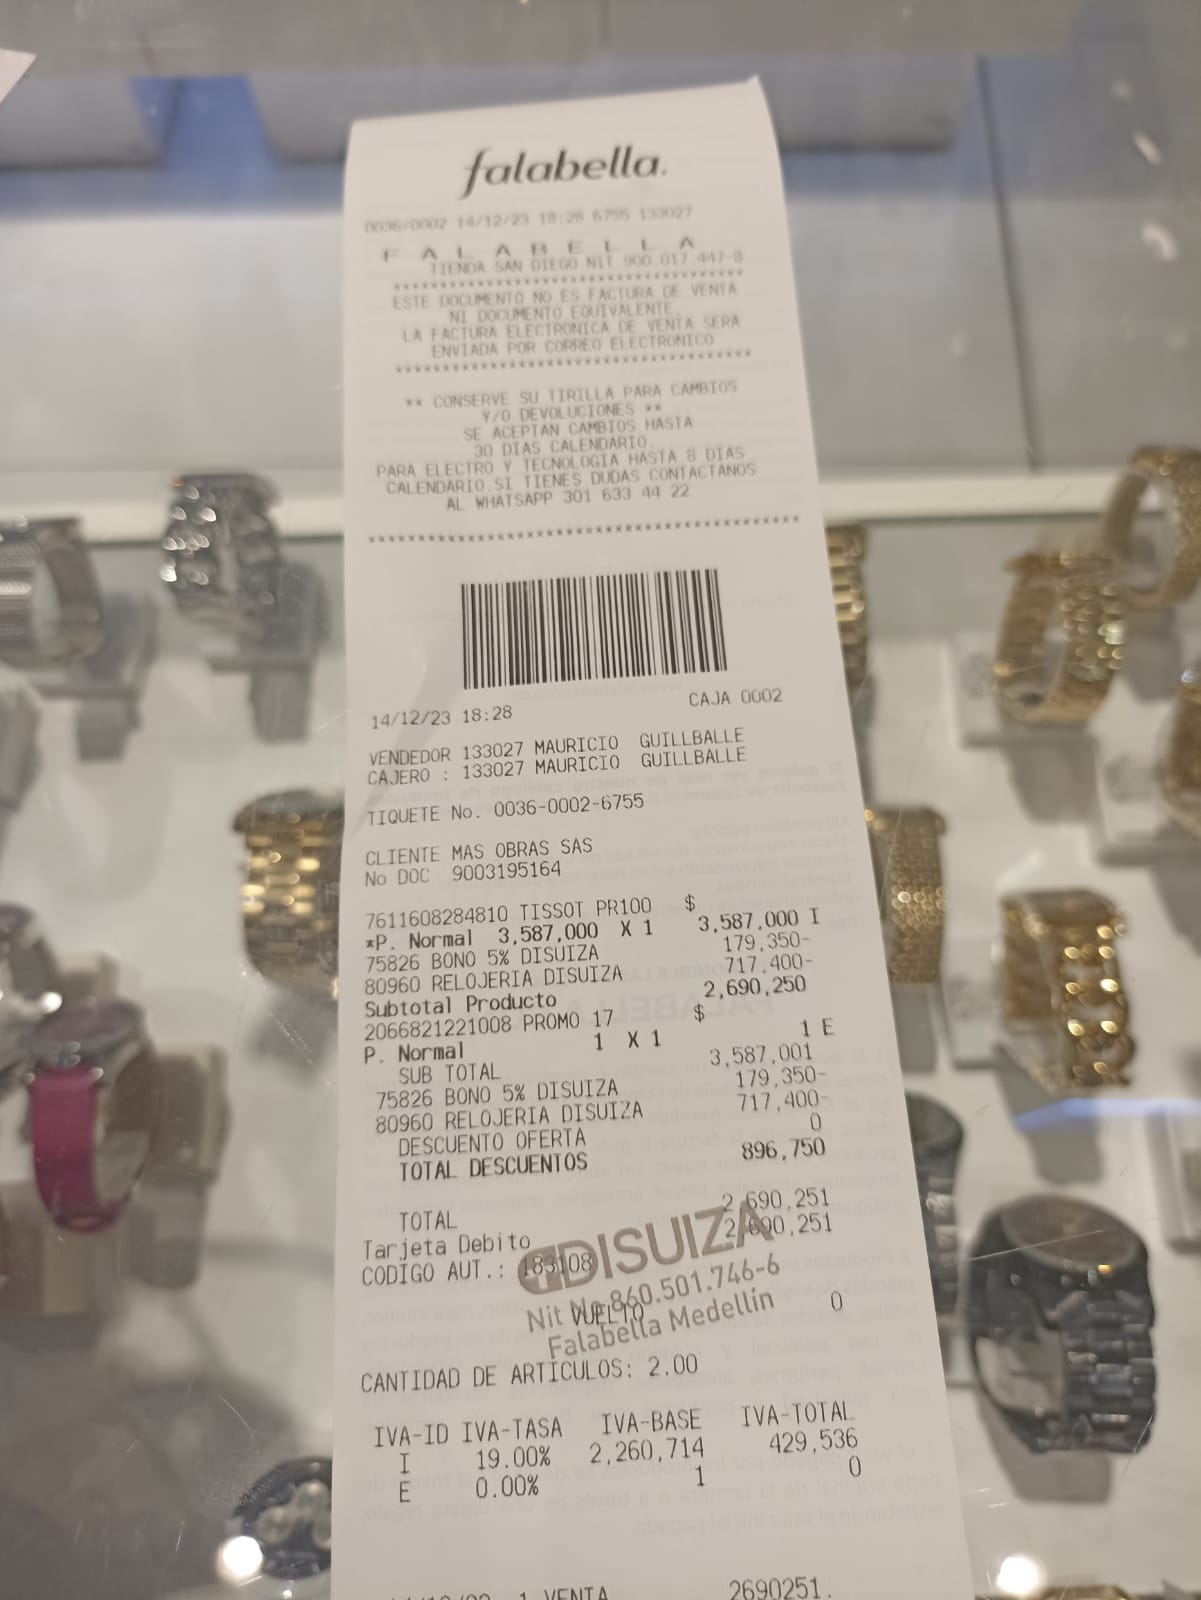 falabella.
0036/0002 14/12/23 18:28 6755 133027
F A L A B E L L A
TIENDA SAN DIEGO NIT 900.017.447-8
****************************************
ESTE DOCUMENTO NO ES FACTURA DE VENTA
NI DOCUMENTO EQUIVALENTE.
LA FACTURA ELECTRONICA DE VENTA SERA
ENVIADA POR CORREO ELECTRONICO
****************************************
** CONSERVE SU TIRILLA PARA CAMBIOS
Y/O DEVOLUCIONES **
SE ACEPTAN CAMBIOS HASTA
30 DIAS CALENDARIO.
PARA ELECTRO Y TECNOLOGIA HASTA 8 DIAS
CALENDARIO.SI TIENES DUDAS CONTACTANOS
AL WHATSAPP 301 633 44 22
****************************************
14/12/23 18:28 CAJA 0002
VENDEDOR 133027 MAURICIO GUILLBALLE
CAJERO : 133027 MAURICIO GUILLBALLE
TIQUETE No. 0036-0002-6755
CLIENTE MAS OBRAS SAS
No DOC 9003195164
7611608284810 TISSOT PR100 $
*P. Normal 3,587,000 X 1 3,587,000 I
75826 BONO 5% DISUIZA 179,350-
80960 RELOJERIA DISUIZA 717,400-
Subtotal Producto 2,690,250
2066821221008 PROMO 17 $
P. Normal 1 X 1 1 E
SUB TOTAL 3,587,001
75826 BONO 5% DISUIZA 179,350-
80960 RELOJERIA DISUIZA 717,400-
DESCUENTO OFERTA 0
TOTAL DESCUENTOS 896,750
TOTAL 2,690,251
Tarjeta Debito 2,690,251
CODIGO AUT.: 183108
DISUIZA
Nit No 860.501.746-6
Falabella Medellín
VUELTO 0
CANTIDAD DE ARTICULOS: 2.00
IVA-ID IVA-TASA IVA-BASE IVA-TOTAL
I 19.00% 2,260,714 429,536
E 0.00% 1 0
1 VENTA 2690251.